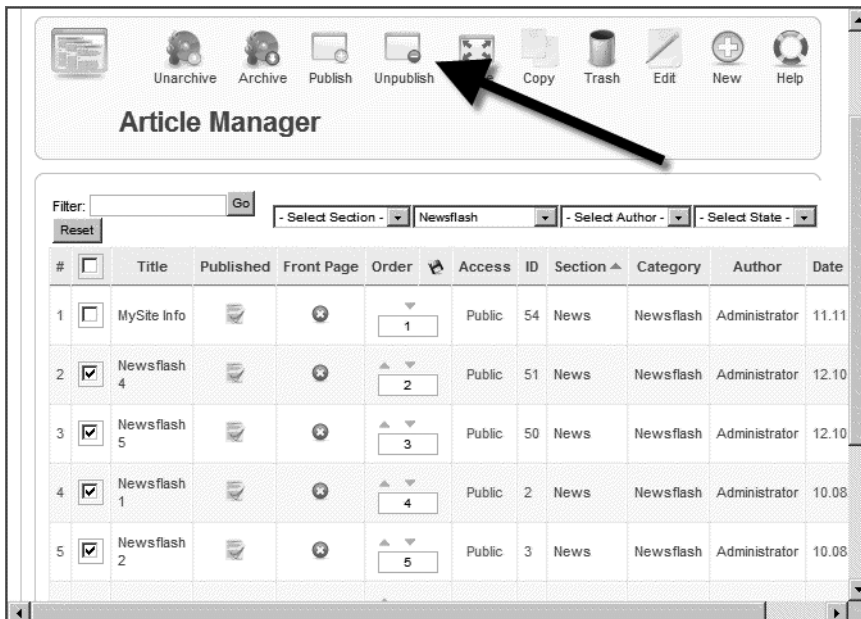 Unarchive Archive Publish Unpublish Copy Trash Edit New Help
Article Manager
Filter: Go - Select Section - Newsflash - Select Author - - Select State -
Reset
# Title Published Front Page Order Access ID Section Category Author Date
1 MySite Info 1 Public 54 News Newsflash Administrator 11.11
2 Newsflash 4 2 Public 51 News Newsflash Administrator 12.10
3 Newsflash 5 3 Public 50 News Newsflash Administrator 12.10
4 Newsflash 1 4 Public 2 News Newsflash Administrator 10.08
5 Newsflash 2 5 Public 3 News Newsflash Administrator 10.08